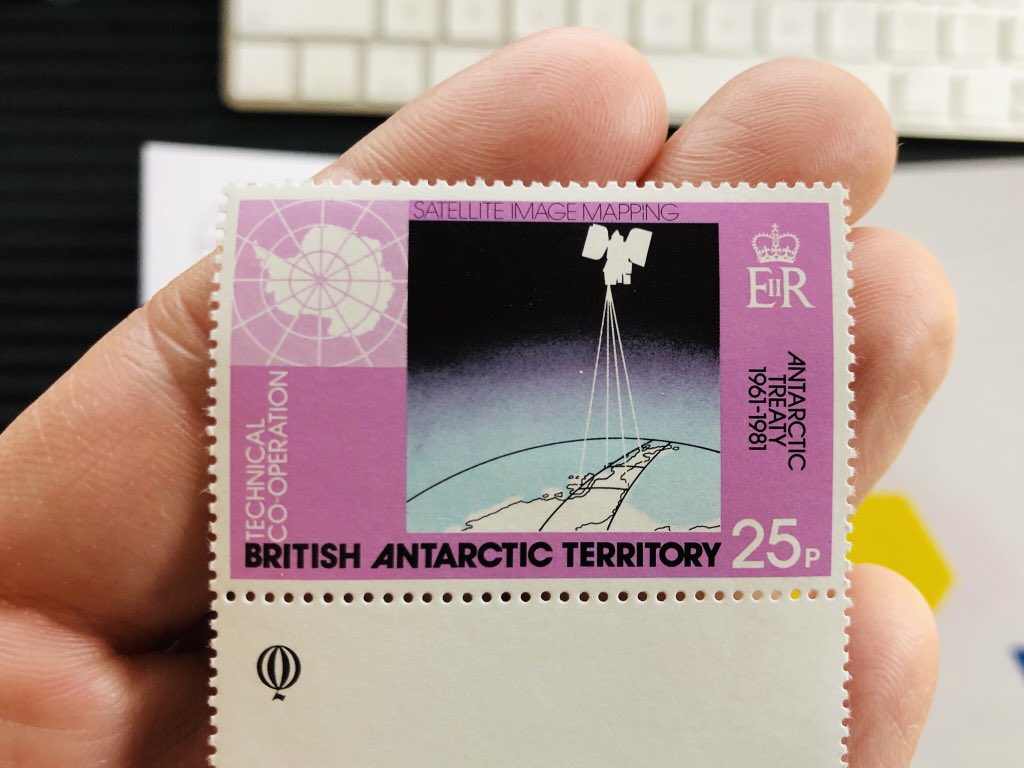 SATELLITE IMAGE MAPPING
EIIR
ANTARCTIC
TREATY
1961-1981
TECHNICAL
CO-OPERATION
BRITISH ANTARCTIC TERRITORY
25P